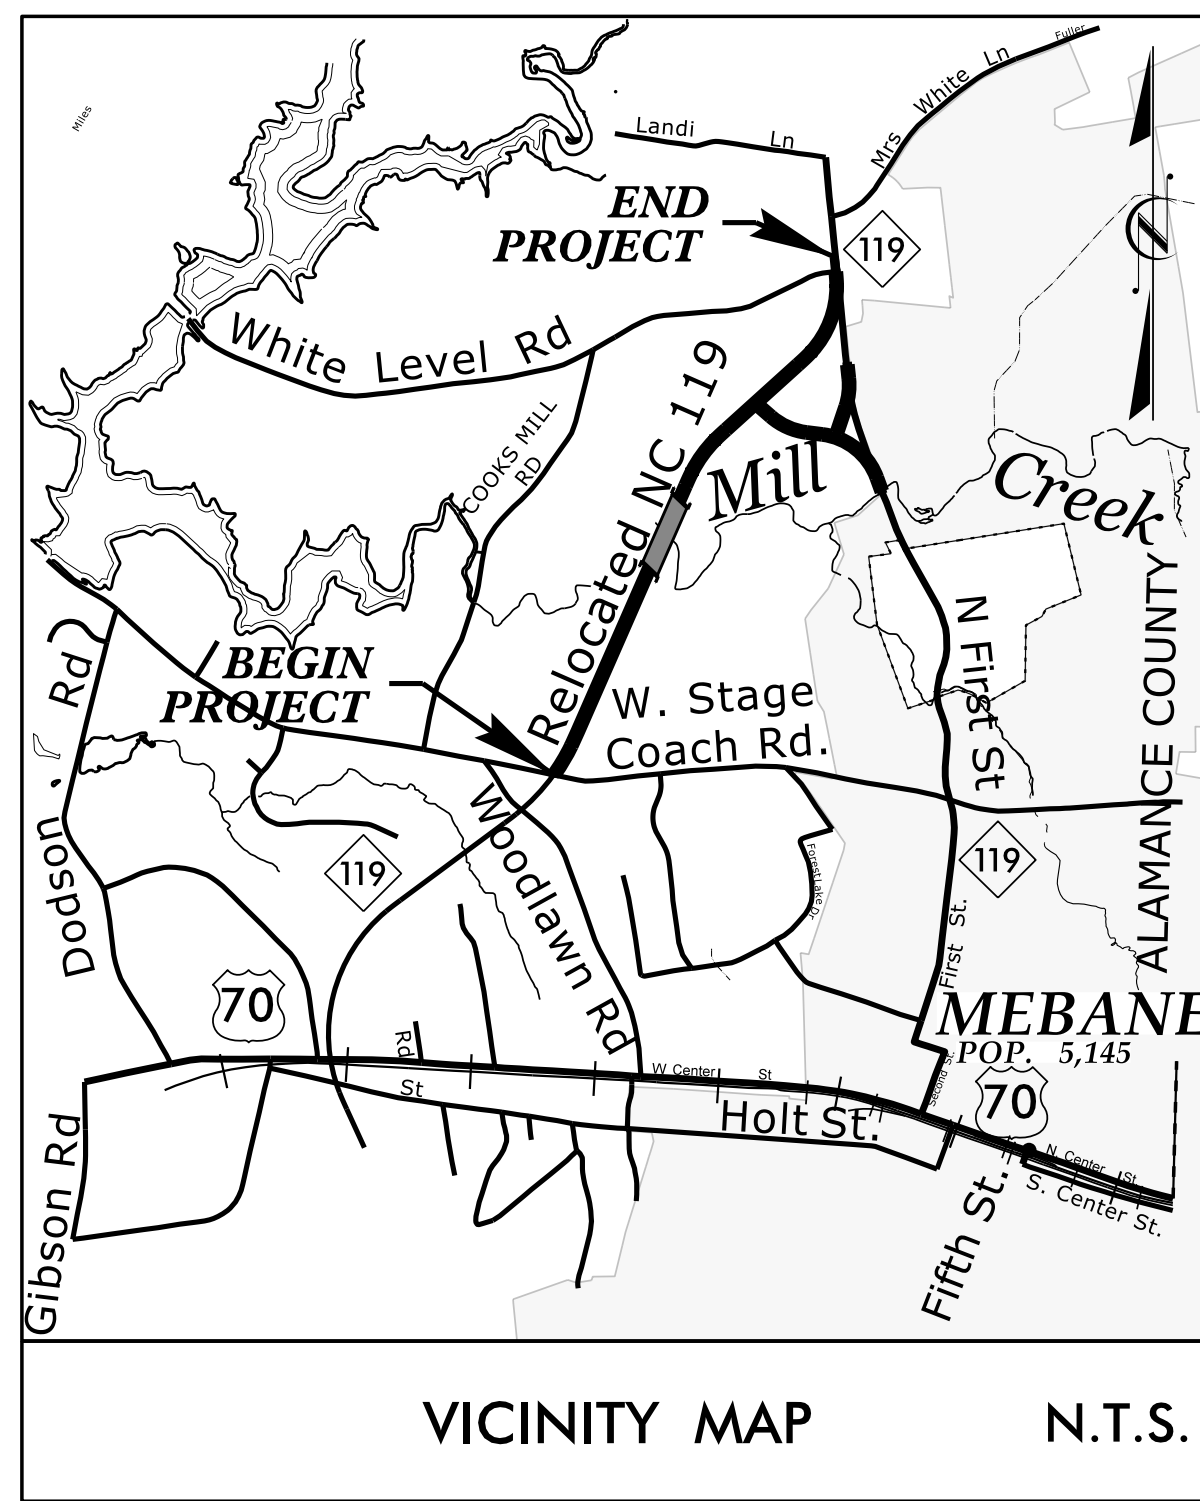 Fuller
Mrs White Ln
Miles
Landi Ln
END
PROJECT
119
N
White Level Rd
COOKS MILL
RD
Relocated NC 119
Mill
Creek
N First St
ALAMANCE COUNTY
BEGIN
PROJECT
W. Stage
Coach Rd.
Dodson Rd
119
Woodlawn Rd
Forest Lake Dr
119
First St.
70
MEBANE
POP. 5,145
Rd
St
W Center St
Second St.
70
Holt St.
N. Center St.
S. Center St.
Gibson Rd
Fifth St.
VICINITY MAP
N.T.S.